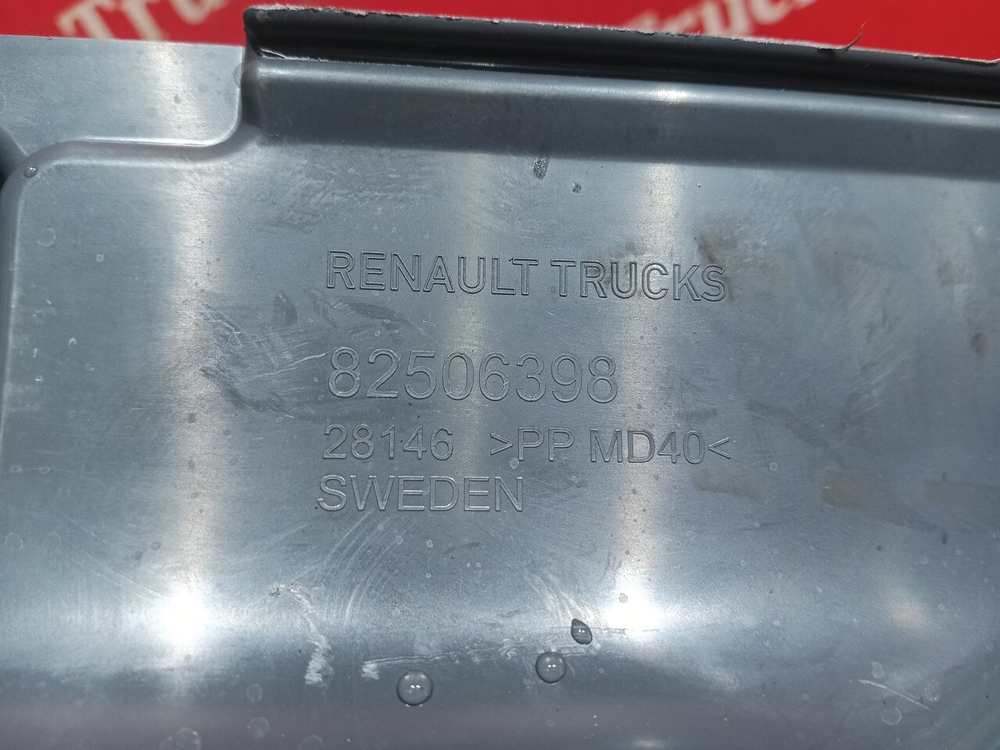 RENAULT TRUCKS
82506398
28146 >PP MD40<
SWEDEN